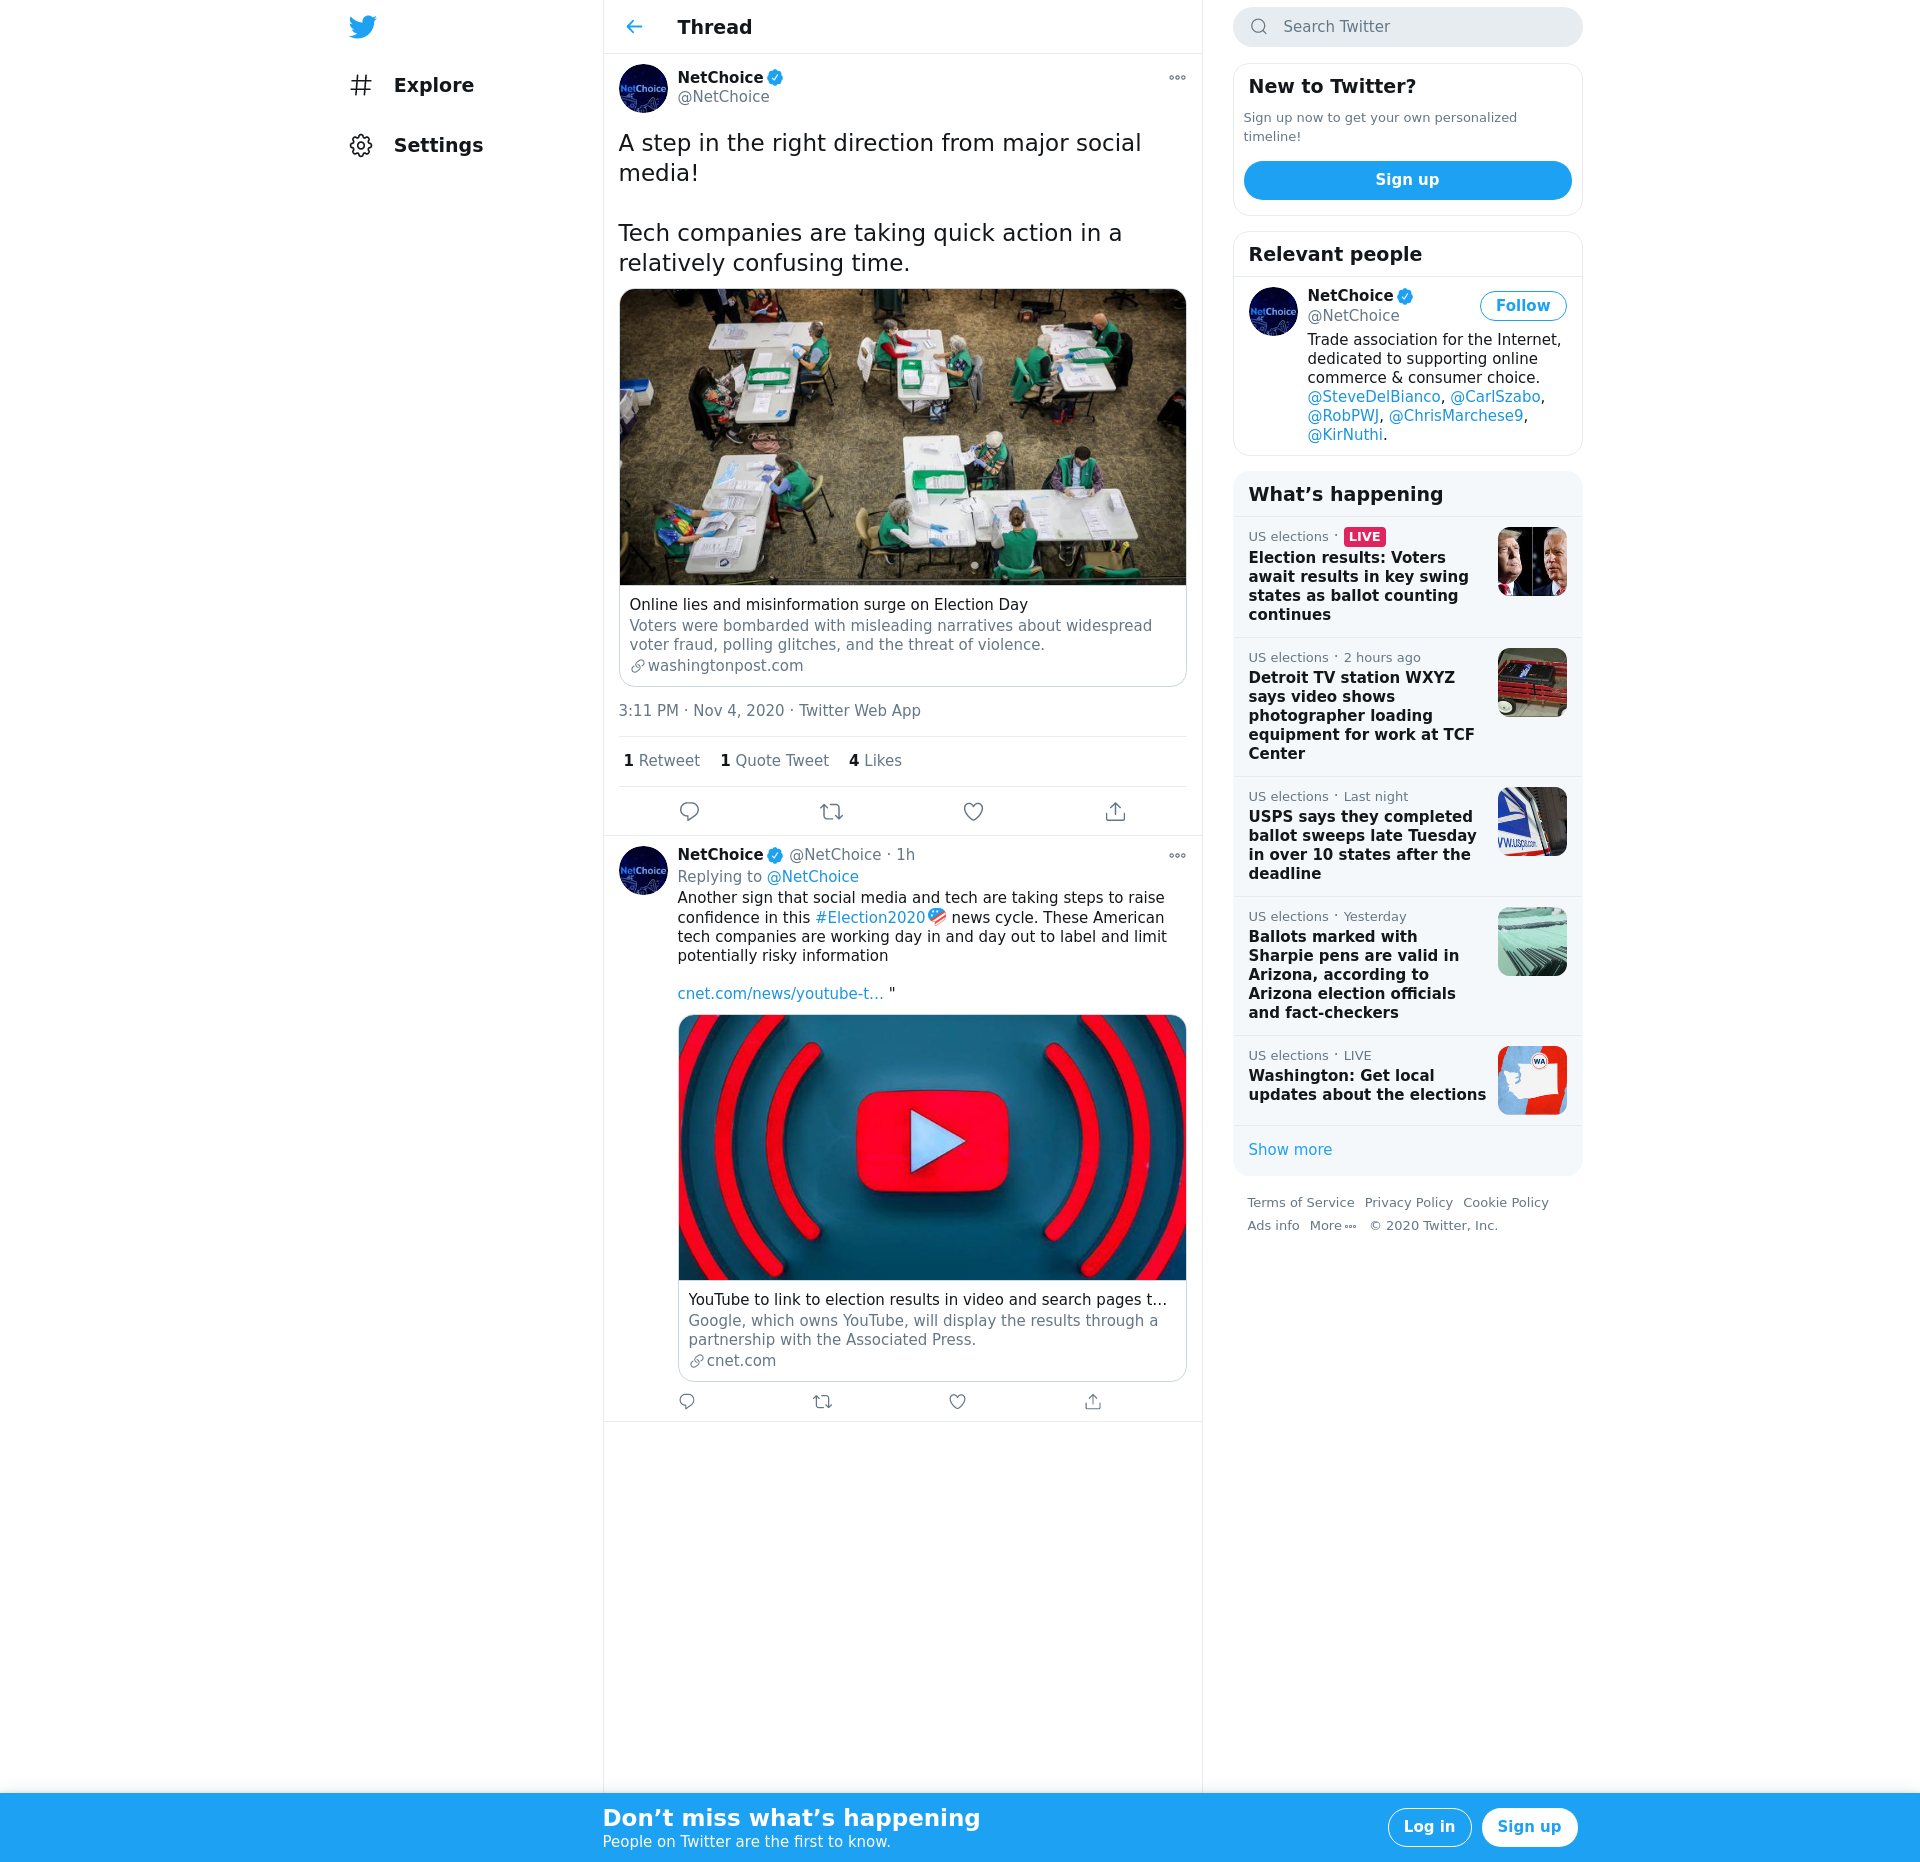 Explore
Settings
Thread
NetChoice
NetChoice
@NetChoice
A step in the right direction from major social
media!
Tech companies are taking quick action in a
relatively confusing time.
Online lies and misinformation surge on Election Day
Voters were bombarded with misleading narratives about widespread
voter fraud, polling glitches, and the threat of violence.
washingtonpost.com
3:11 PM · Nov 4, 2020 · Twitter Web App
1 Retweet 1 Quote Tweet 4 Likes
NetChoice
NetChoice @NetChoice · 1h
Replying to @NetChoice
Another sign that social media and tech are taking steps to raise
confidence in this #Election2020 news cycle. These American
tech companies are working day in and day out to label and limit
potentially risky information
cnet.com/news/youtube-t… "
YouTube to link to election results in video and search pages t…
Google, which owns YouTube, will display the results through a
partnership with the Associated Press.
cnet.com
Search Twitter
New to Twitter?
Sign up now to get your own personalized
timeline!
Sign up
Relevant people
NetChoice
NetChoice
@NetChoice
Follow
Trade association for the Internet,
dedicated to supporting online
commerce & consumer choice.
@SteveDelBianco, @CarlSzabo,
@RobPWJ, @ChrisMarchese9,
@KirNuthi.
What’s happening
US elections · LIVE
Election results: Voters
await results in key swing
states as ballot counting
continues
US elections · 2 hours ago
Detroit TV station WXYZ
says video shows
photographer loading
equipment for work at TCF
Center
US elections · Last night
USPS says they completed
ballot sweeps late Tuesday
in over 10 states after the
deadline
US elections · Yesterday
Ballots marked with
Sharpie pens are valid in
Arizona, according to
Arizona election officials
and fact-checkers
US elections · LIVE
Washington: Get local
updates about the elections
WA
Show more
Terms of Service Privacy Policy Cookie Policy
Ads info More © 2020 Twitter, Inc.
Don’t miss what’s happening
People on Twitter are the first to know.
Log in
Sign up